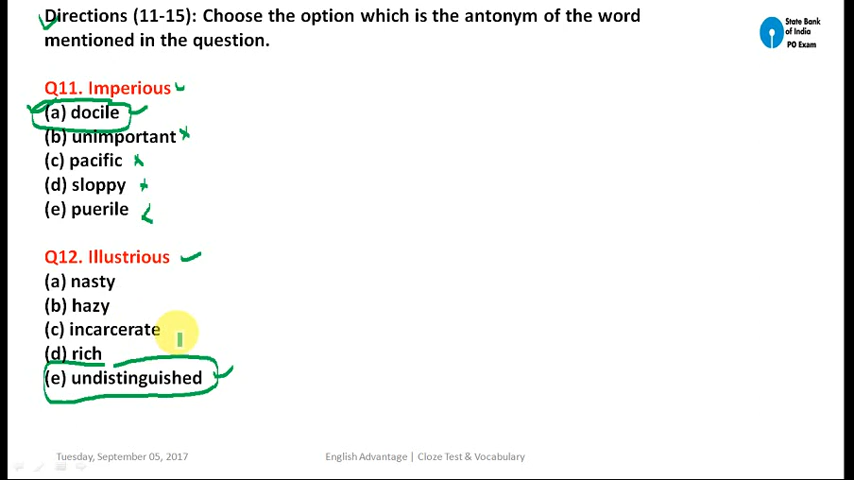 Directions (11-15): Choose the option which is the antonym of the word
mentioned in the question.
State Bank
of India
PO Exam
Q11. Imperious
(a) docile
(b) unimportant
(c) pacific
(d) sloppy
(e) puerile
Q12. Illustrious
(a) nasty
(b) hazy
(c) incarcerate
(d) rich
(e) undistinguished
Tuesday, September 05, 2017
English Advantage | Cloze Test & Vocabulary